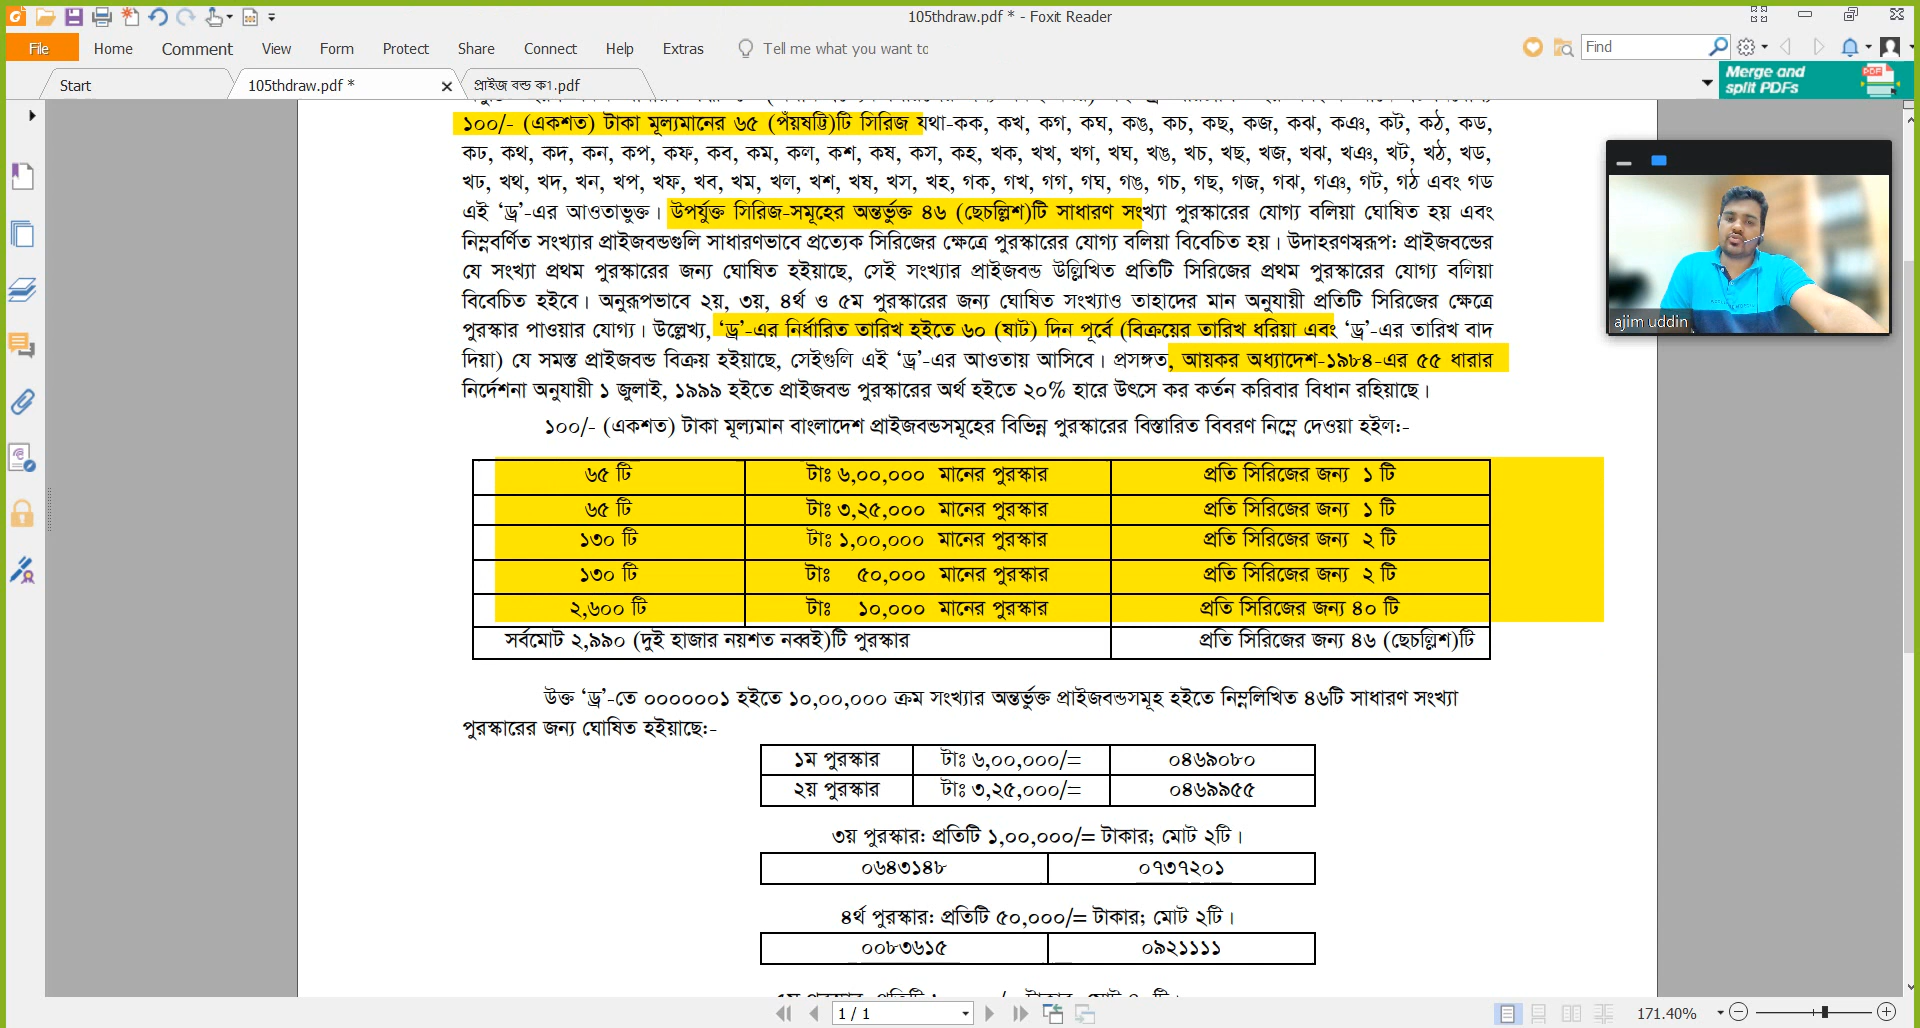 105thdraw.pdf * - Foxit Reader
File Home Comment View Form Protect Share Connect Help Extras Tell me what you want to Find
Start 105thdraw.pdf * প্রাইজ বন্ড ক১.pdf
Merge and split PDFs
১০০/- (একশত) টাকা মূল্যমানের ৬৫ (পঁয়ষট্টি)টি সিরিজ যথা-কক, কখ, কগ, কঘ, কঙ, কচ, কছ, কজ, কঝ, কঞ, কট, কঠ, কড,
কঢ, কথ, কদ, কন, কপ, কফ, কব, কম, কল, কশ, কষ, কস, কহ, খক, খখ, খগ, খঘ, খঙ, খচ, খছ, খজ, খঝ, খঞ, খট, খঠ, খড,
খঢ, খথ, খদ, খন, খপ, খফ, খব, খম, খল, খশ, খষ, খস, খহ, গক, গখ, গগ, গঘ, গঙ, গচ, গছ, গজ, গঝ, গঞ, গট, গঠ এবং গড
এই ‘ড্র’-এর আওতাভুক্ত। উপর্যুক্ত সিরিজ-সমূহের অন্তর্ভুক্ত ৪৬ (ছেচল্লিশ)টি সাধারণ সংখ্যা পুরস্কারের যোগ্য বলিয়া ঘোষিত হয় এবং
নিম্নবর্ণিত সংখ্যার প্রাইজবন্ডগুলি সাধারণভাবে প্রত্যেক সিরিজের ক্ষেত্রে পুরস্কারের যোগ্য বলিয়া বিবেচিত হয়। উদাহরণস্বরূপ: প্রাইজবন্ডের
যে সংখ্যা প্রথম পুরস্কারের জন্য ঘোষিত হইয়াছে, সেই সংখ্যার প্রাইজবন্ড উল্লিখিত প্রতিটি সিরিজের প্রথম পুরস্কারের যোগ্য বলিয়া
বিবেচিত হইবে। অনুরূপভাবে ২য়, ৩য়, ৪র্থ ও ৫ম পুরস্কারের জন্য ঘোষিত সংখ্যাও তাহাদের মান অনুযায়ী প্রতিটি সিরিজের ক্ষেত্রে
পুরস্কার পাওয়ার যোগ্য। উল্লেখ্য, ‘ড্র’-এর নির্ধারিত তারিখ হইতে ৬০ (ষাট) দিন পূর্বে (বিক্রয়ের তারিখ ধরিয়া এবং ‘ড্র’-এর তারিখ বাদ
দিয়া) যে সমস্ত প্রাইজবন্ড বিক্রয় হইয়াছে, সেইগুলি এই ‘ড্র’-এর আওতায় আসিবে। প্রসঙ্গত, আয়কর অধ্যাদেশ-১৯৮৪-এর ৫৫ ধারার
নির্দেশনা অনুযায়ী ১ জুলাই, ১৯৯৯ হইতে প্রাইজবন্ড পুরস্কারের অর্থ হইতে ২০% হারে উৎসে কর কর্তন করিবার বিধান রহিয়াছে।
১০০/- (একশত) টাকা মূল্যমান বাংলাদেশ প্রাইজবন্ডসমূহের বিভিন্ন পুরস্কারের বিস্তারিত বিবরণ নিম্নে দেওয়া হইল:-
৬৫ টি টাঃ ৬,০০,০০০ মানের পুরস্কার প্রতি সিরিজের জন্য ১ টি
৬৫ টি টাঃ ৩,২৫,০০০ মানের পুরস্কার প্রতি সিরিজের জন্য ১ টি
১৩০ টি টাঃ ১,০০,০০০ মানের পুরস্কার প্রতি সিরিজের জন্য ২ টি
১৩০ টি টাঃ ৫০,০০০ মানের পুরস্কার প্রতি সিরিজের জন্য ২ টি
২,৬০০ টি টাঃ ১০,০০০ মানের পুরস্কার প্রতি সিরিজের জন্য ৪০ টি
সর্বমোট ২,৯৯০ (দুই হাজার নয়শত নব্বই)টি পুরস্কার প্রতি সিরিজের জন্য ৪৬ (ছেচল্লিশ)টি
উক্ত ‘ড্র’-তে ০০০০০০১ হইতে ১০,০০,০০০ ক্রম সংখ্যার অন্তর্ভুক্ত প্রাইজবন্ডসমূহ হইতে নিম্নলিখিত ৪৬টি সাধারণ সংখ্যা
পুরস্কারের জন্য ঘোষিত হইয়াছে:-
১ম পুরস্কার টাঃ ৬,০০,০০০/= ০৪৬৯০৮০
২য় পুরস্কার টাঃ ৩,২৫,০০০/= ০৪৬৯৯৫৫
৩য় পুরস্কার: প্রতিটি ১,০০,০০০/= টাকার; মোট ২টি।
০৬৪৩১৪৮ ০৭৩৭২০১
৪র্থ পুরস্কার: প্রতিটি ৫০,০০০/= টাকার; মোট ২টি।
০০৮৩৬১৫ ০৯২১১১১
ajim uddin
1 / 1 171.40%